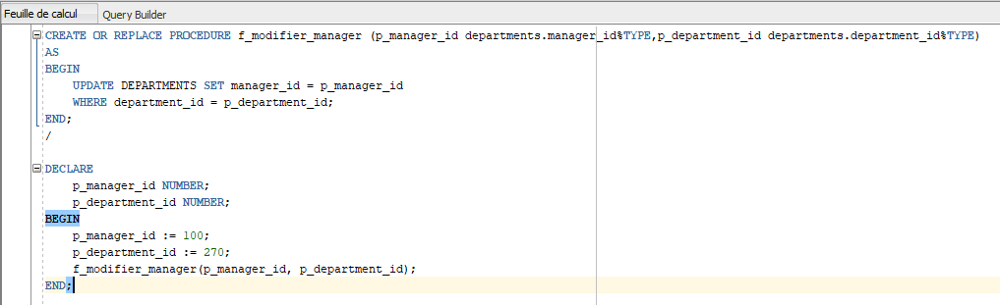 Feuille de calcul Query Builder
CREATE OR REPLACE PROCEDURE f_modifier_manager (p_manager_id departments.manager_id%TYPE,p_department_id departments.department_id%TYPE)
AS
BEGIN
    UPDATE DEPARTMENTS SET manager_id = p_manager_id
    WHERE department_id = p_department_id;
END;
/
DECLARE
    p_manager_id NUMBER;
    p_department_id NUMBER;
BEGIN
    p_manager_id := 100;
    p_department_id := 270;
    f_modifier_manager(p_manager_id, p_department_id);
END;